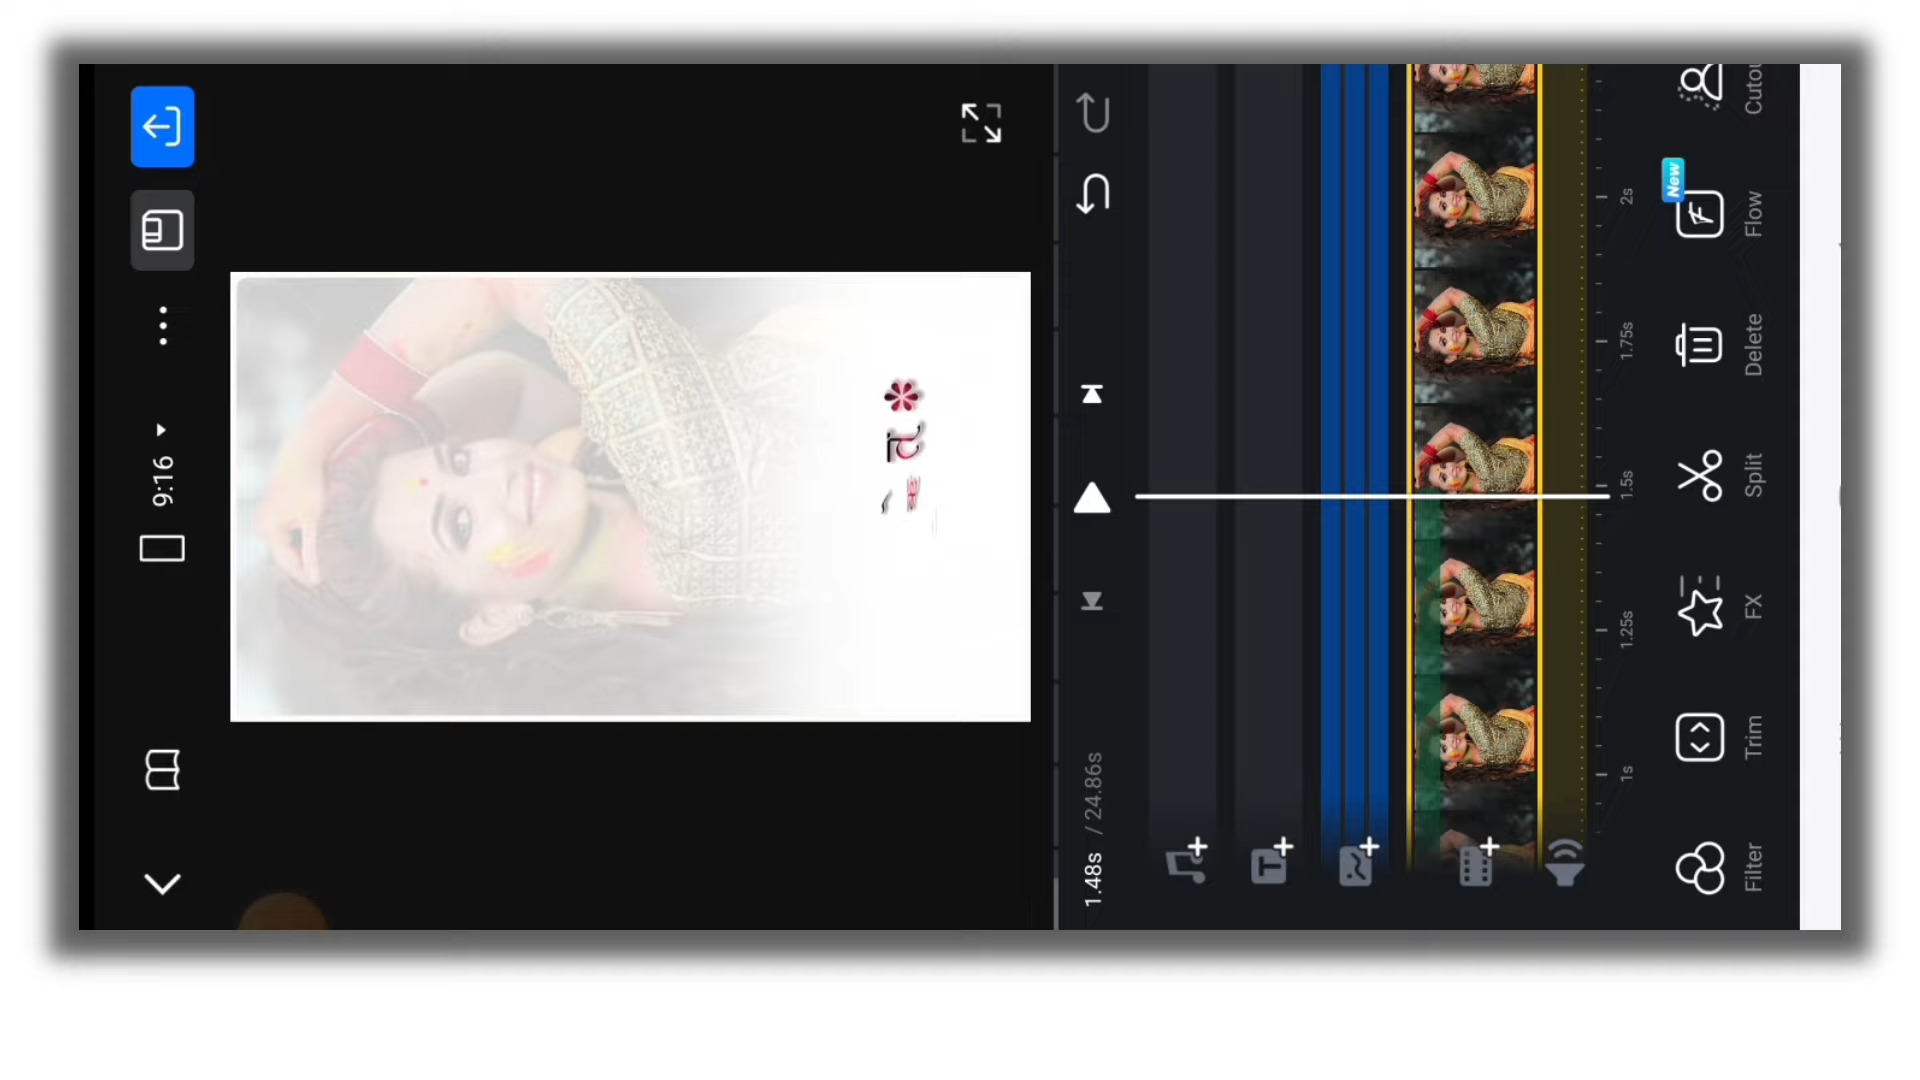 9:16
1.48s / 24.86s
1s
1.25s
1.5s
1.75s
2s
Filter
Trim
FX
Split
Delete
New
Flow